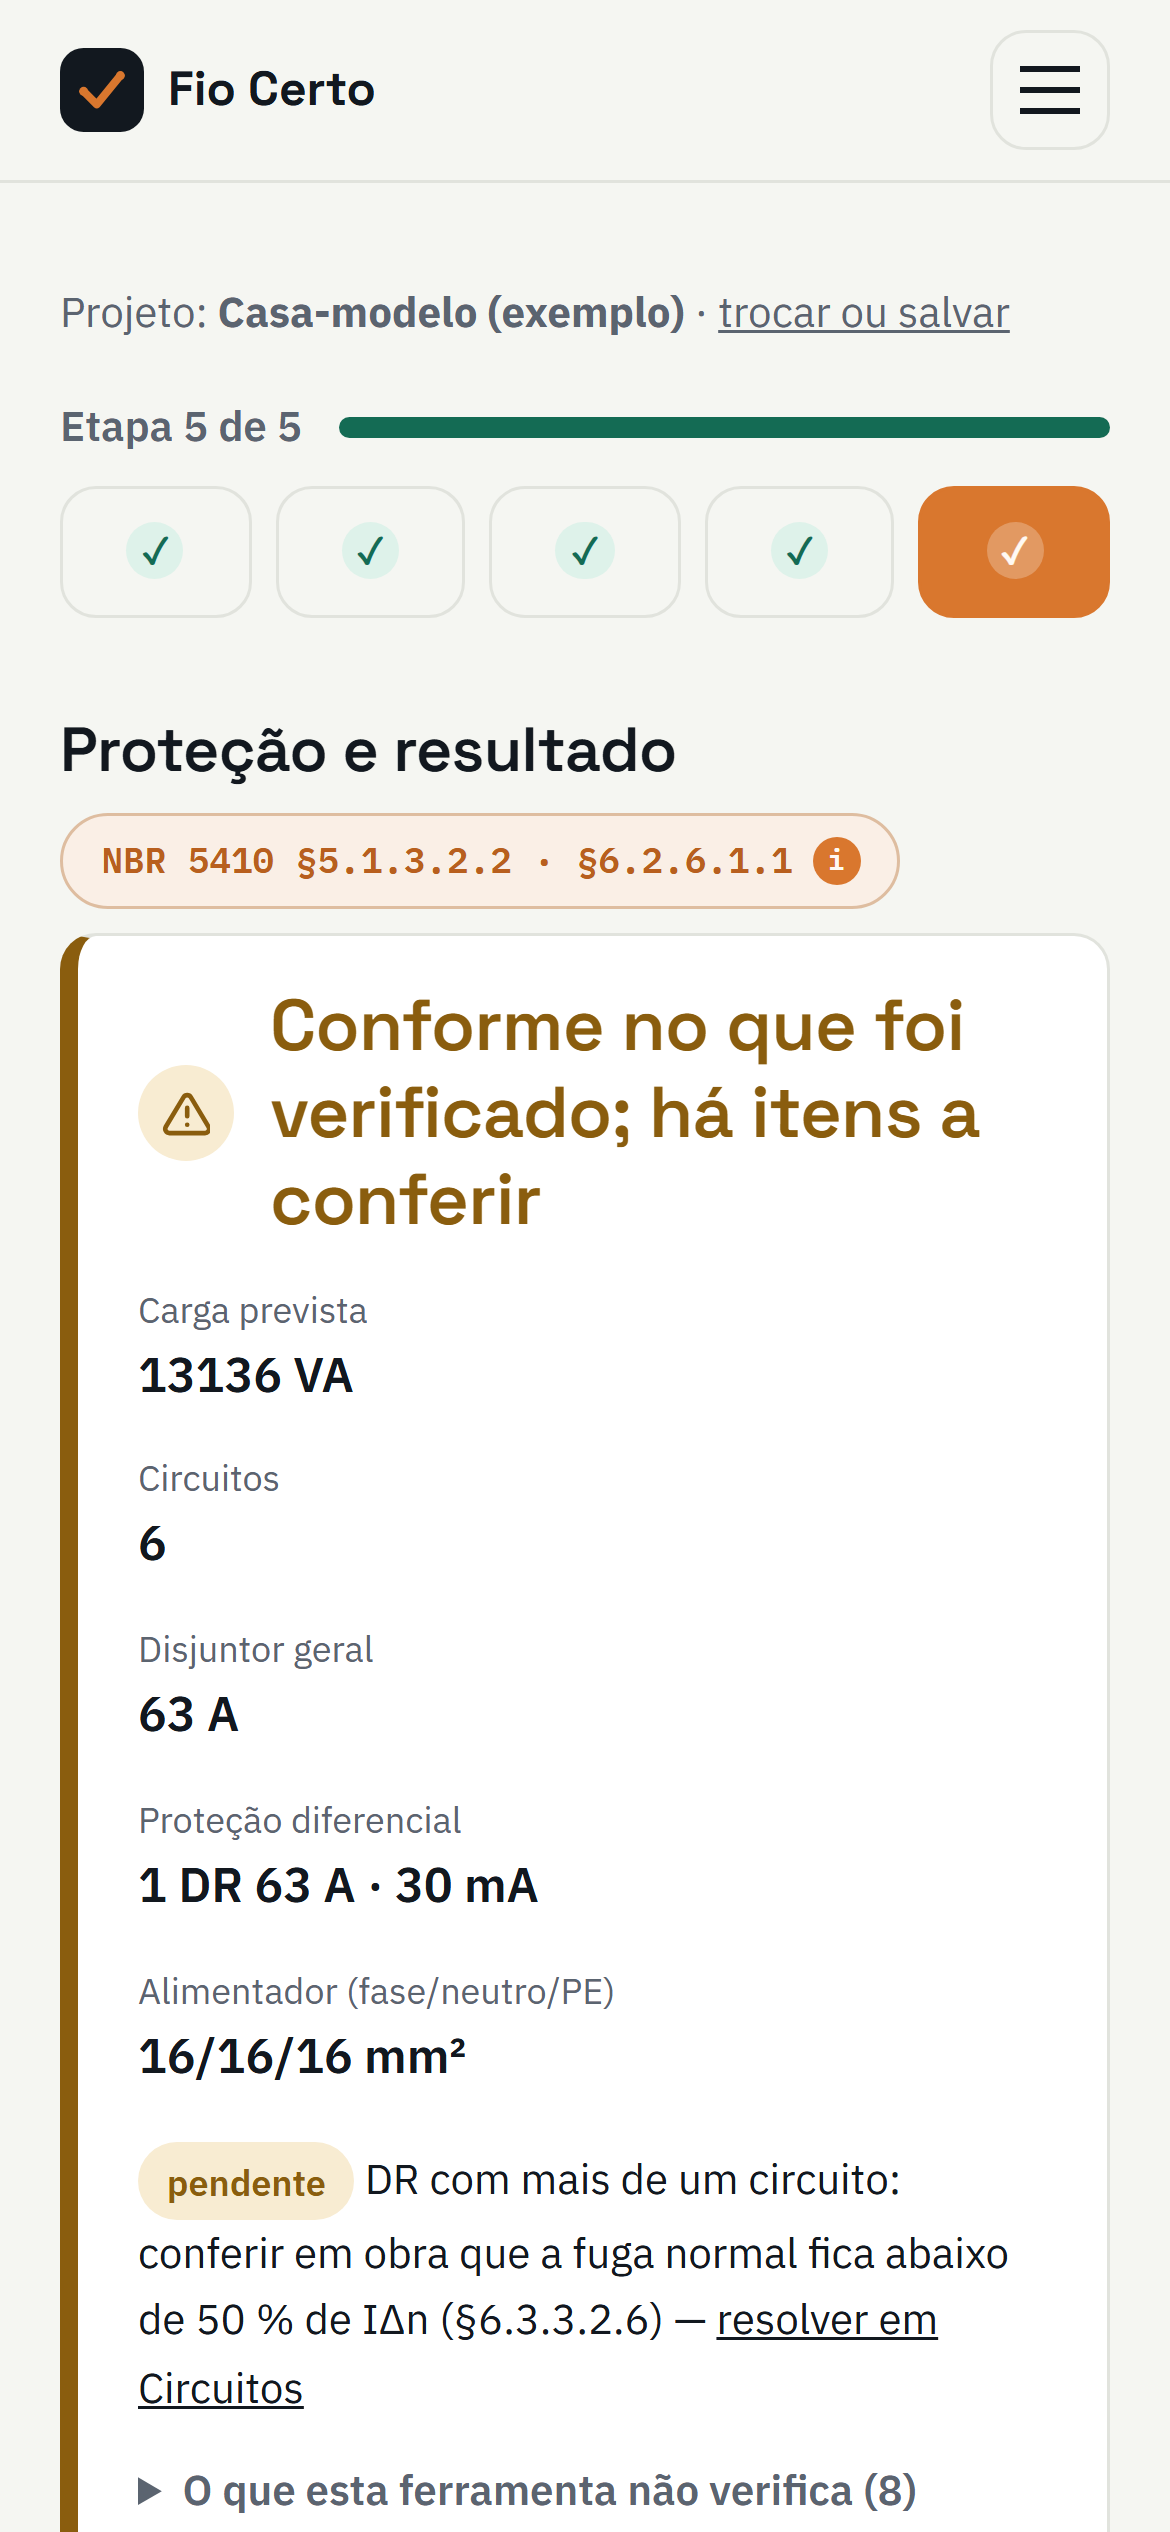 Fio Certo
Projeto: Casa-modelo (exemplo) · trocar ou salvar
Etapa 5 de 5
Proteção e resultado
NBR 5410 §5.1.3.2.2 · §6.2.6.1.1 i
Conforme no que foi
verificado; há itens a
conferir
Carga prevista
13136 VA
Circuitos
6
Disjuntor geral
63 A
Proteção diferencial
1 DR 63 A · 30 mA
Alimentador (fase/neutro/PE)
16/16/16 mm²
pendente DR com mais de um circuito:
conferir em obra que a fuga normal fica abaixo
de 50 % de IΔn (§6.3.3.2.6) — resolver em
Circuitos
O que esta ferramenta não verifica (8)